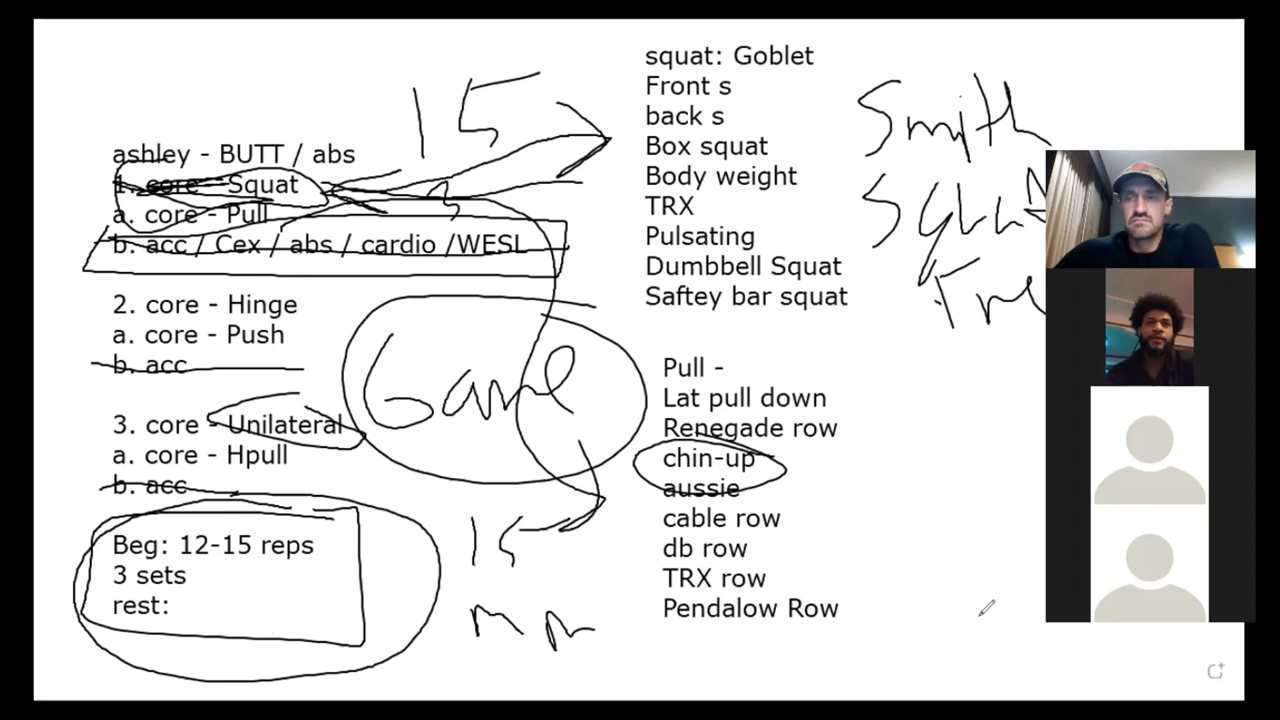 ashley - BUTT / abs
1. core - Squat
a. core - Pull
b. acc / Cex / abs / cardio /WESL
2. core - Hinge
a. core - Push
b. acc
3. core - Unilateral
a. core - Hpull
b. acc
Beg: 12-15 reps
3 sets
rest:
15
Game
15
squat: Goblet
Front s
back s
Box squat
Body weight
TRX
Pulsating
Dumbbell Squat
Saftey bar squat
Pull -
Lat pull down
Renegade row
chin-up
aussie
cable row
db row
TRX row
Pendalow Row
Smith